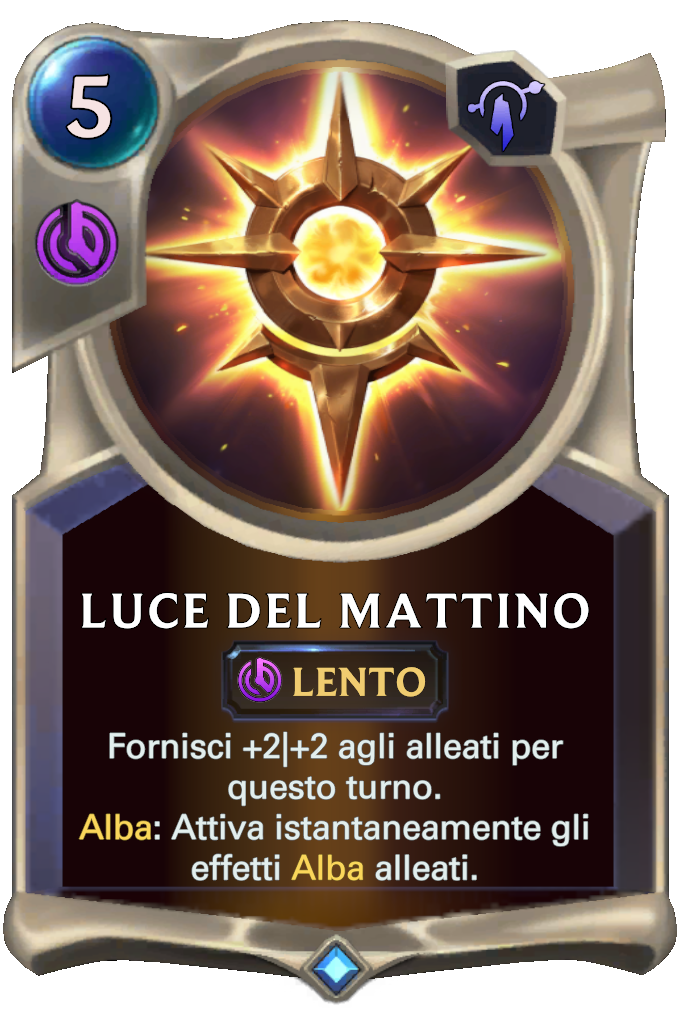 5
LUCE DEL MATTINO
LENTO
Fornisci +2|+2 agli alleati per
questo turno.
Alba: Attiva istantaneamente gli
effetti Alba alleati.